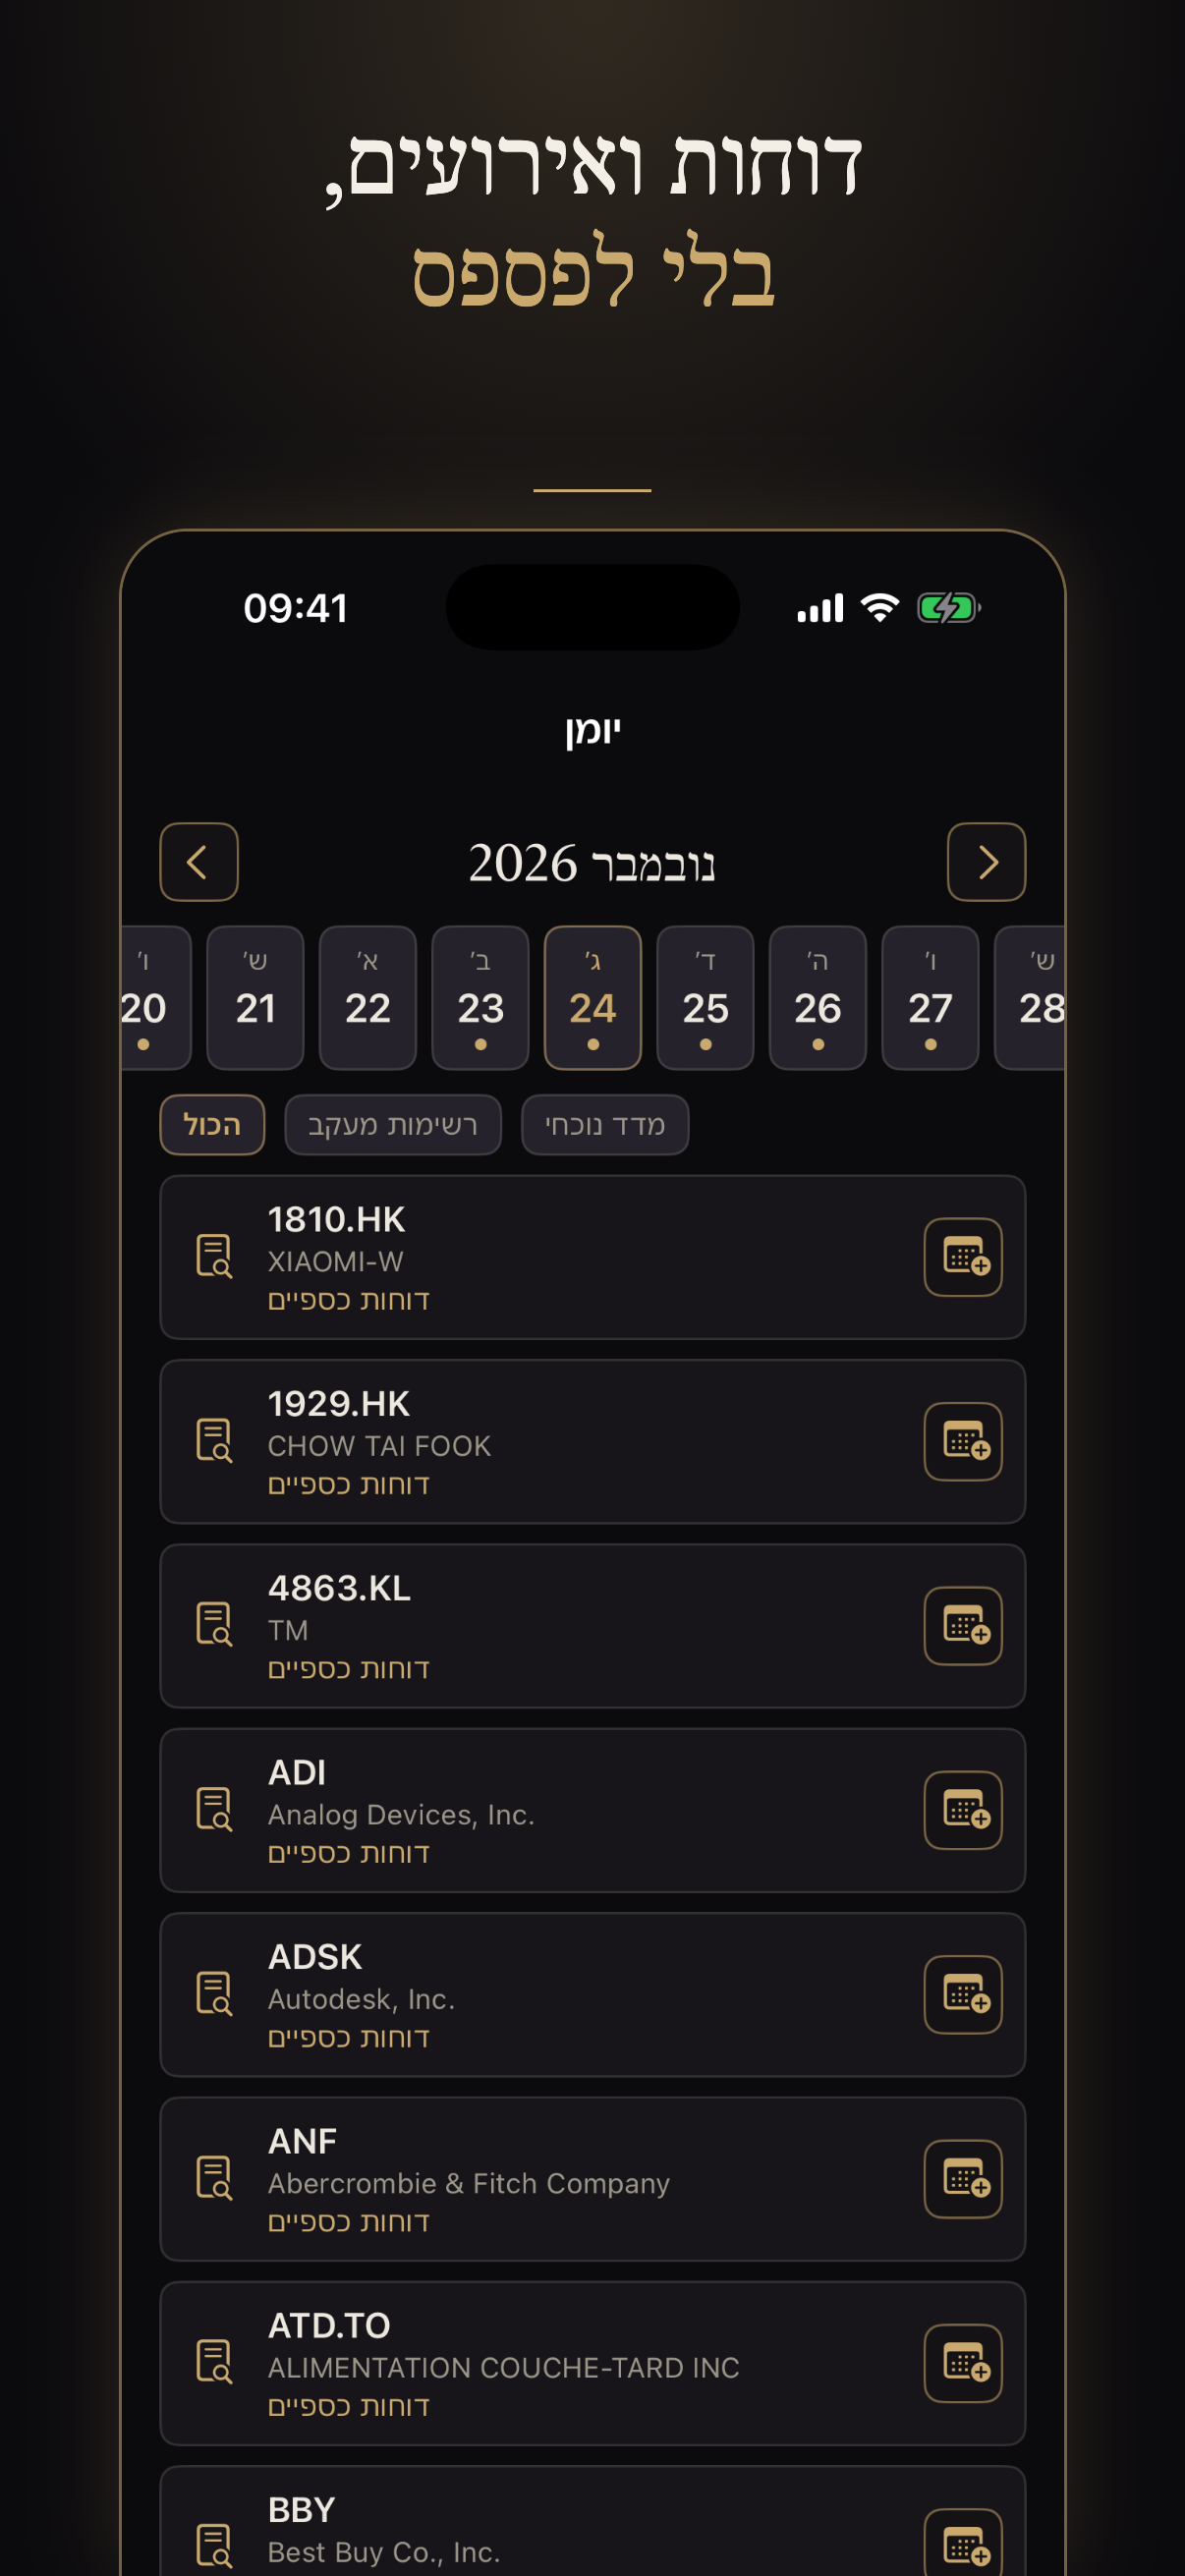 דוחות ואירועים,
בלי לפספס
09:41
יומן
נובמבר 2026
ו׳ ש׳ א׳ ב׳ ג׳ ד׳ ה׳ ו׳ ש׳
20 21 22 23 24 25 26 27 28
הכול רשימות מעקב מדד נוכחי
1810.HK
XIAOMI-W
דוחות כספיים
1929.HK
CHOW TAI FOOK
דוחות כספיים
4863.KL
TM
דוחות כספיים
ADI
Analog Devices, Inc.
דוחות כספיים
ADSK
Autodesk, Inc.
דוחות כספיים
ANF
Abercrombie & Fitch Company
דוחות כספיים
ATD.TO
ALIMENTATION COUCHE-TARD INC
דוחות כספיים
BBY
Best Buy Co., Inc.